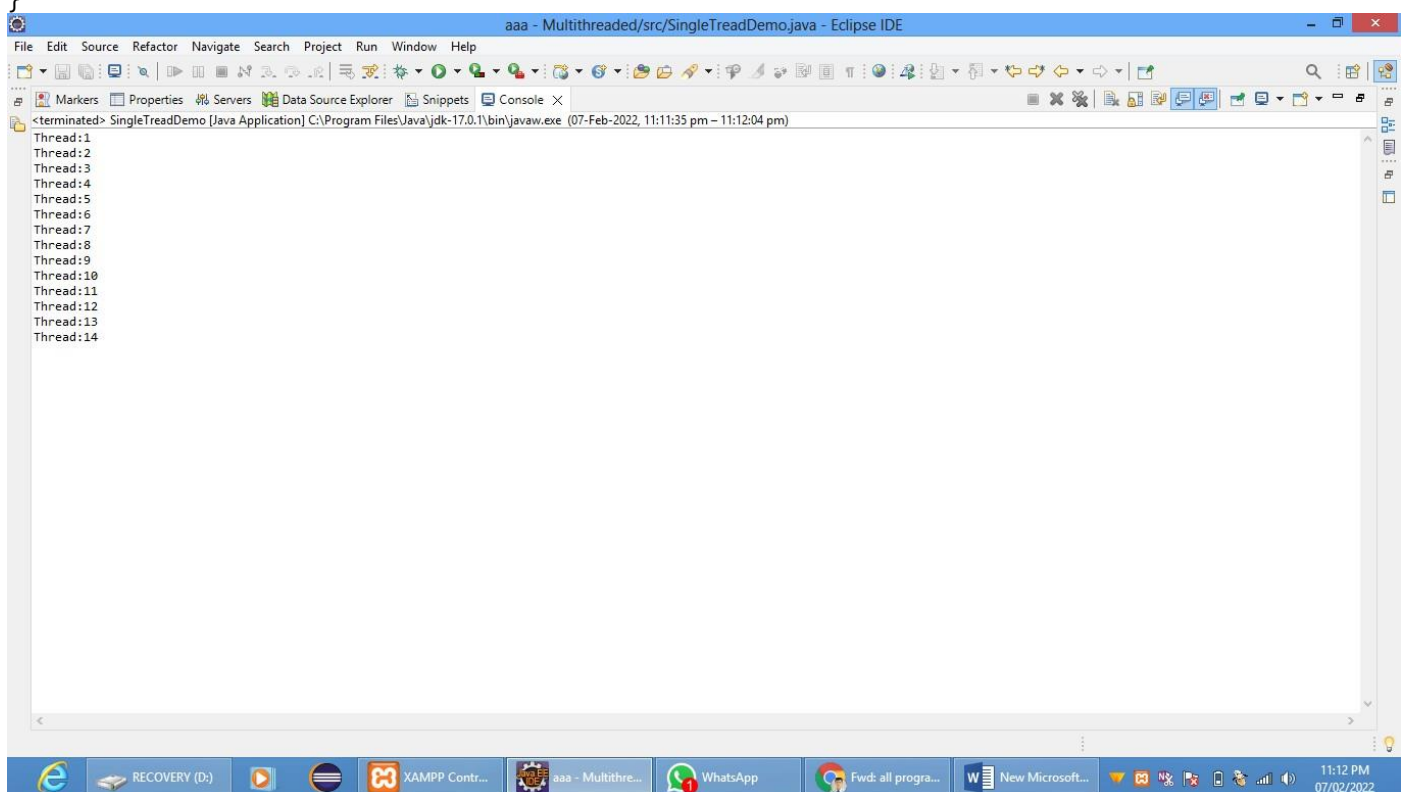 }
aaa - Multithreaded/src/SingleTreadDemo.java - Eclipse IDE
File Edit Source Refactor Navigate Search Project Run Window Help
Markers Properties Servers Data Source Explorer Snippets Console
<terminated> SingleTreadDemo [Java Application] C:\Program Files\Java\jdk-17.0.1\bin\javaw.exe (07-Feb-2022, 11:11:35 pm – 11:12:04 pm)
Thread:1
Thread:2
Thread:3
Thread:4
Thread:5
Thread:6
Thread:7
Thread:8
Thread:9
Thread:10
Thread:11
Thread:12
Thread:13
Thread:14
RECOVERY (D:) XAMPP Contr... aaa - Multithre... WhatsApp Fwd: all progra... New Microsoft... 11:12 PM
07/02/2022